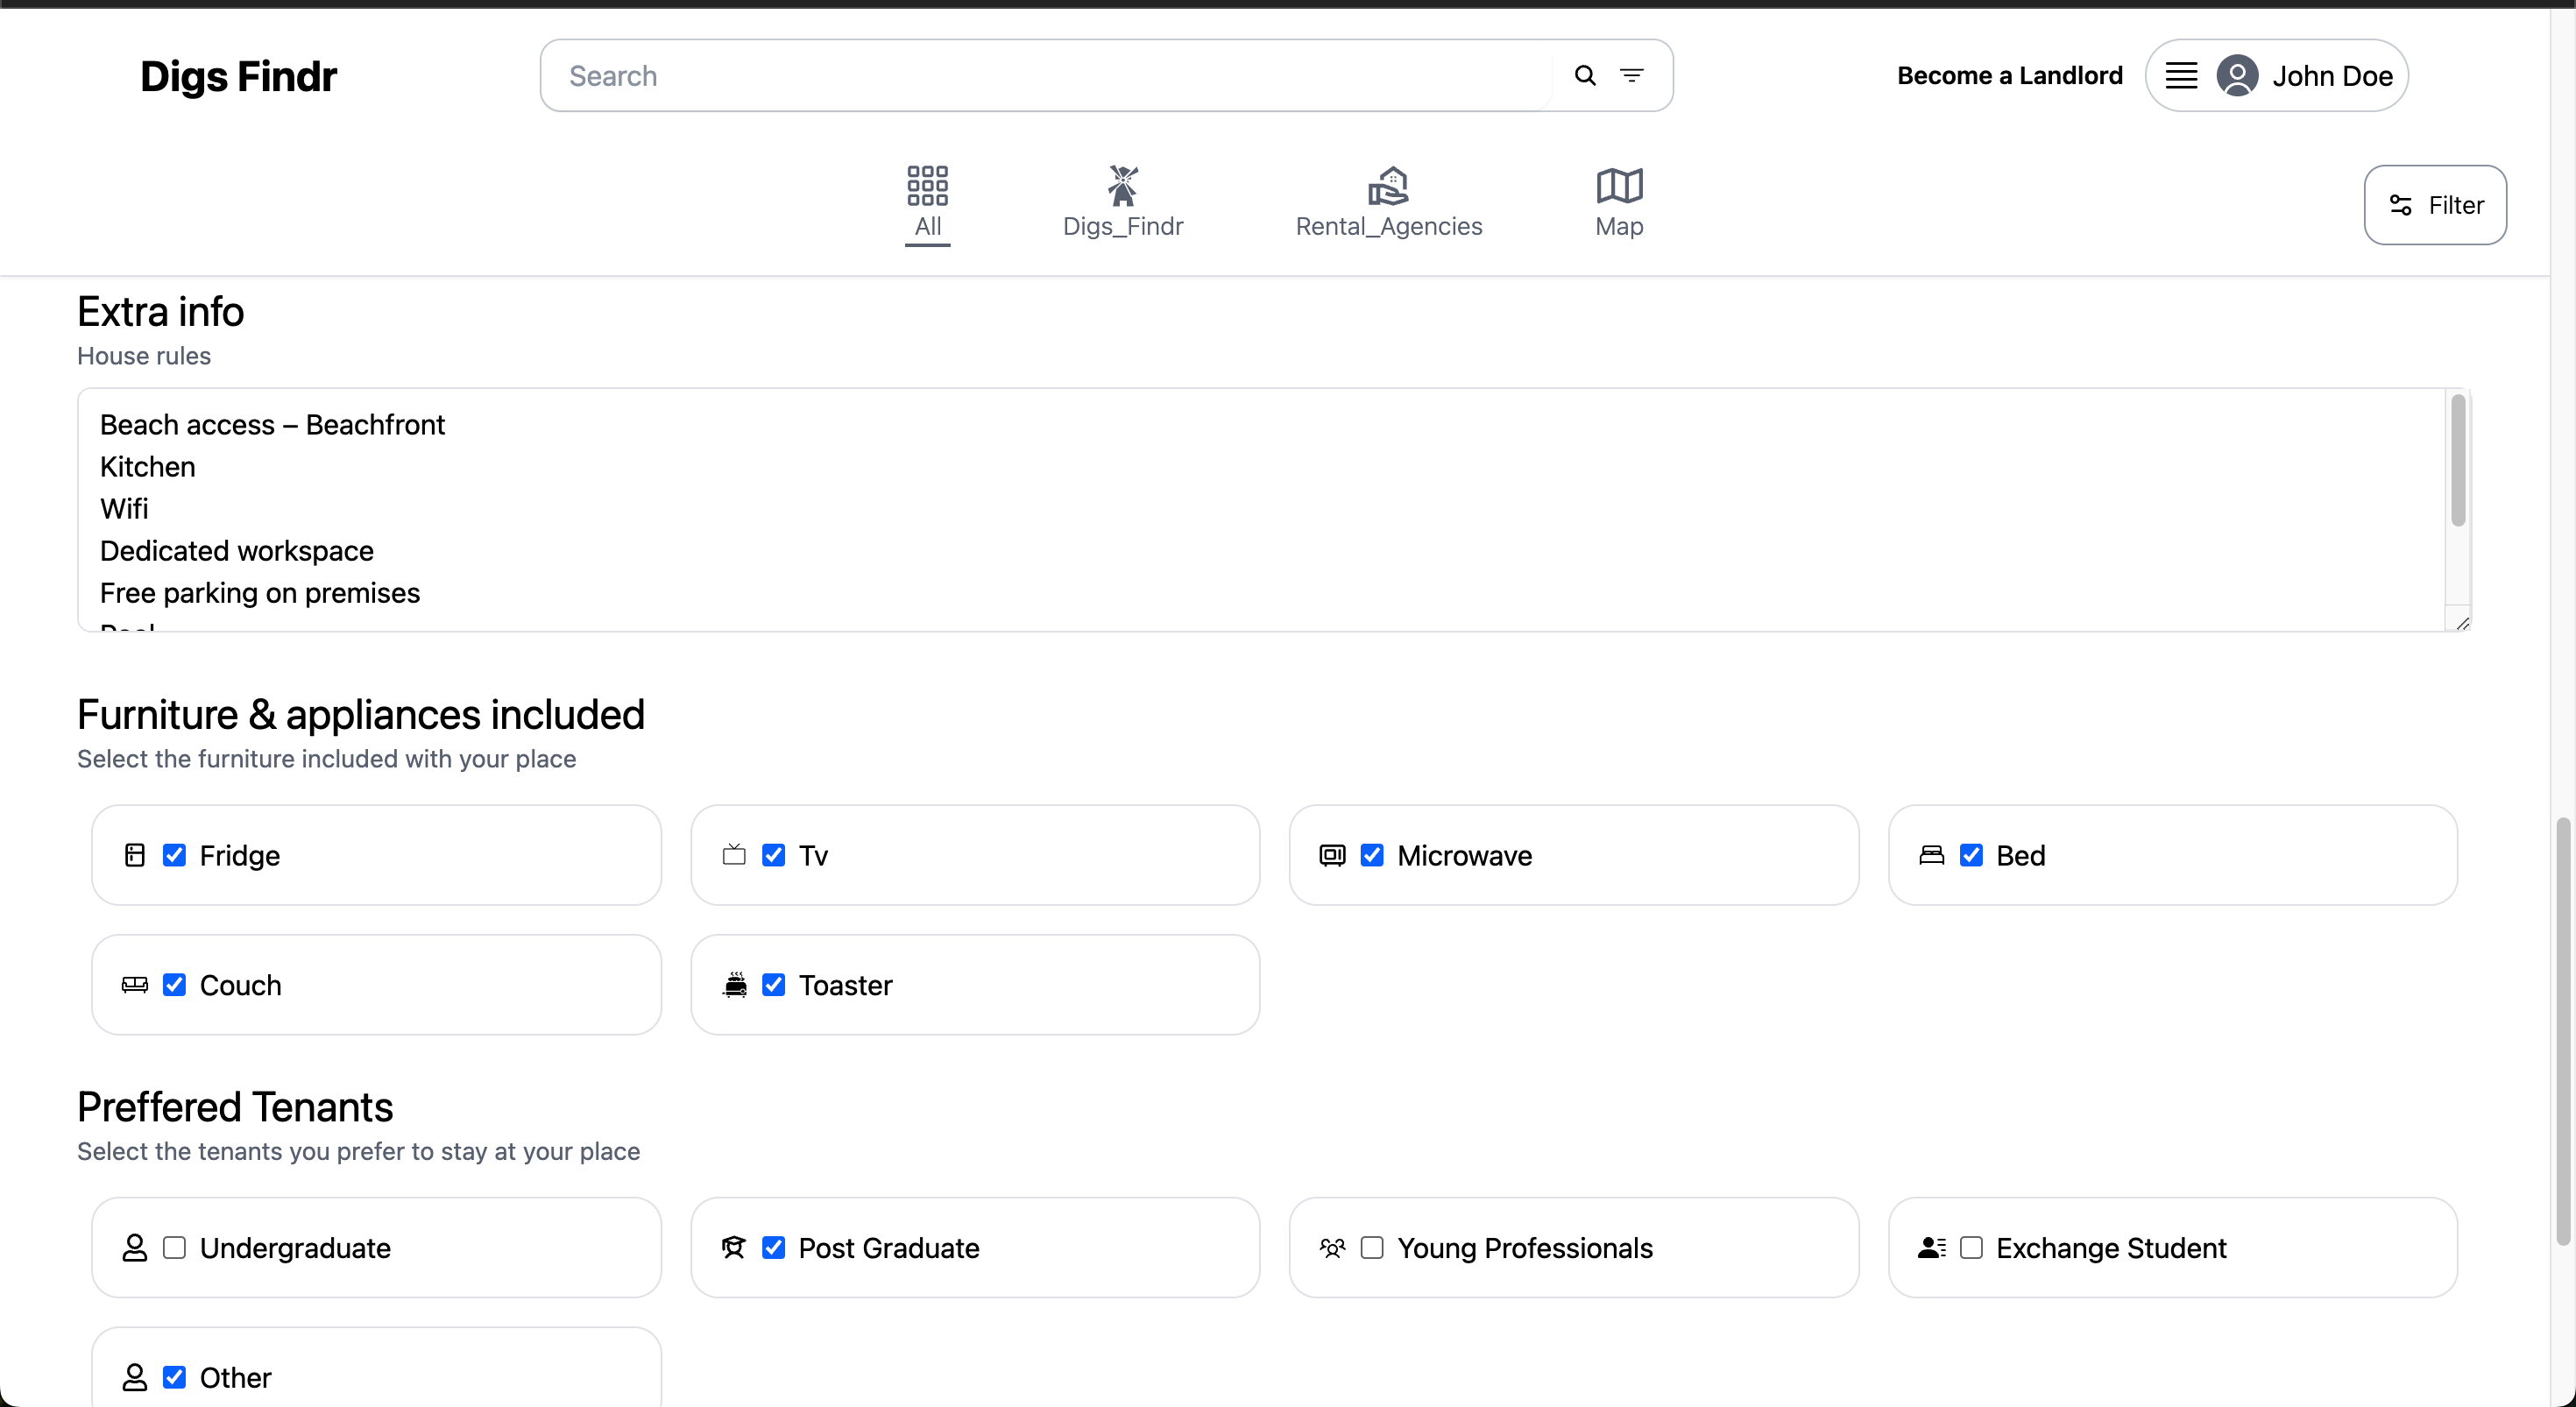 Digs Findr
Search
Become a Landlord
John Doe
All
Digs_Findr
Rental_Agencies
Map
Filter
Extra info
House rules
Beach access – Beachfront
Kitchen
Wifi
Dedicated workspace
Free parking on premises
Furniture & appliances included
Select the furniture included with your place
Fridge
Tv
Microwave
Bed
Couch
Toaster
Preffered Tenants
Select the tenants you prefer to stay at your place
Undergraduate
Post Graduate
Young Professionals
Exchange Student
Other